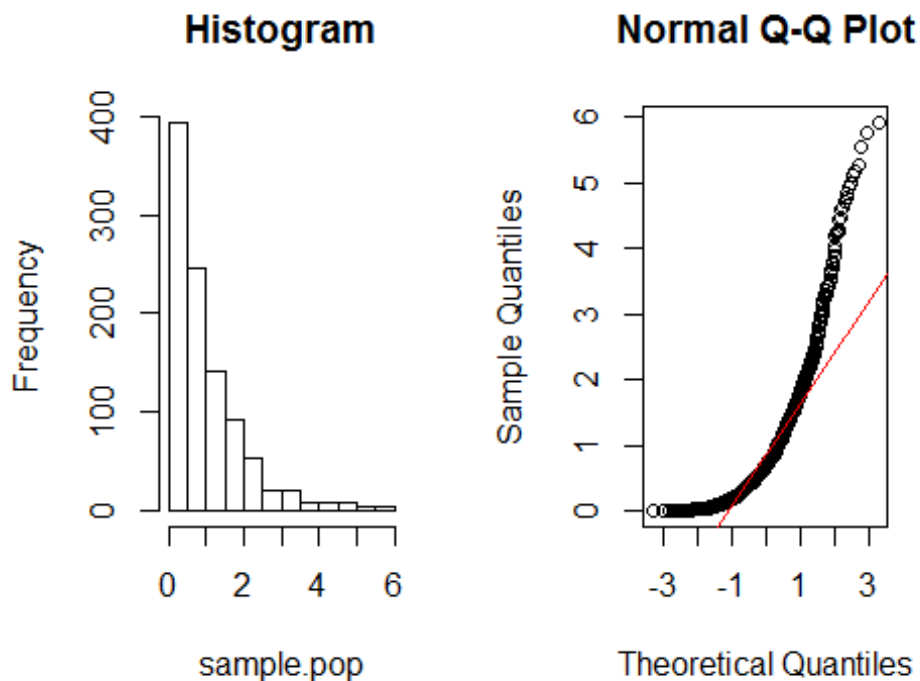 Histogram
Frequency
0
100
200
300
400
0 2 4 6
sample.pop
Normal Q-Q Plot
Sample Quantiles
0
1
2
3
4
5
6
-3 -1 1 3
Theoretical Quantiles